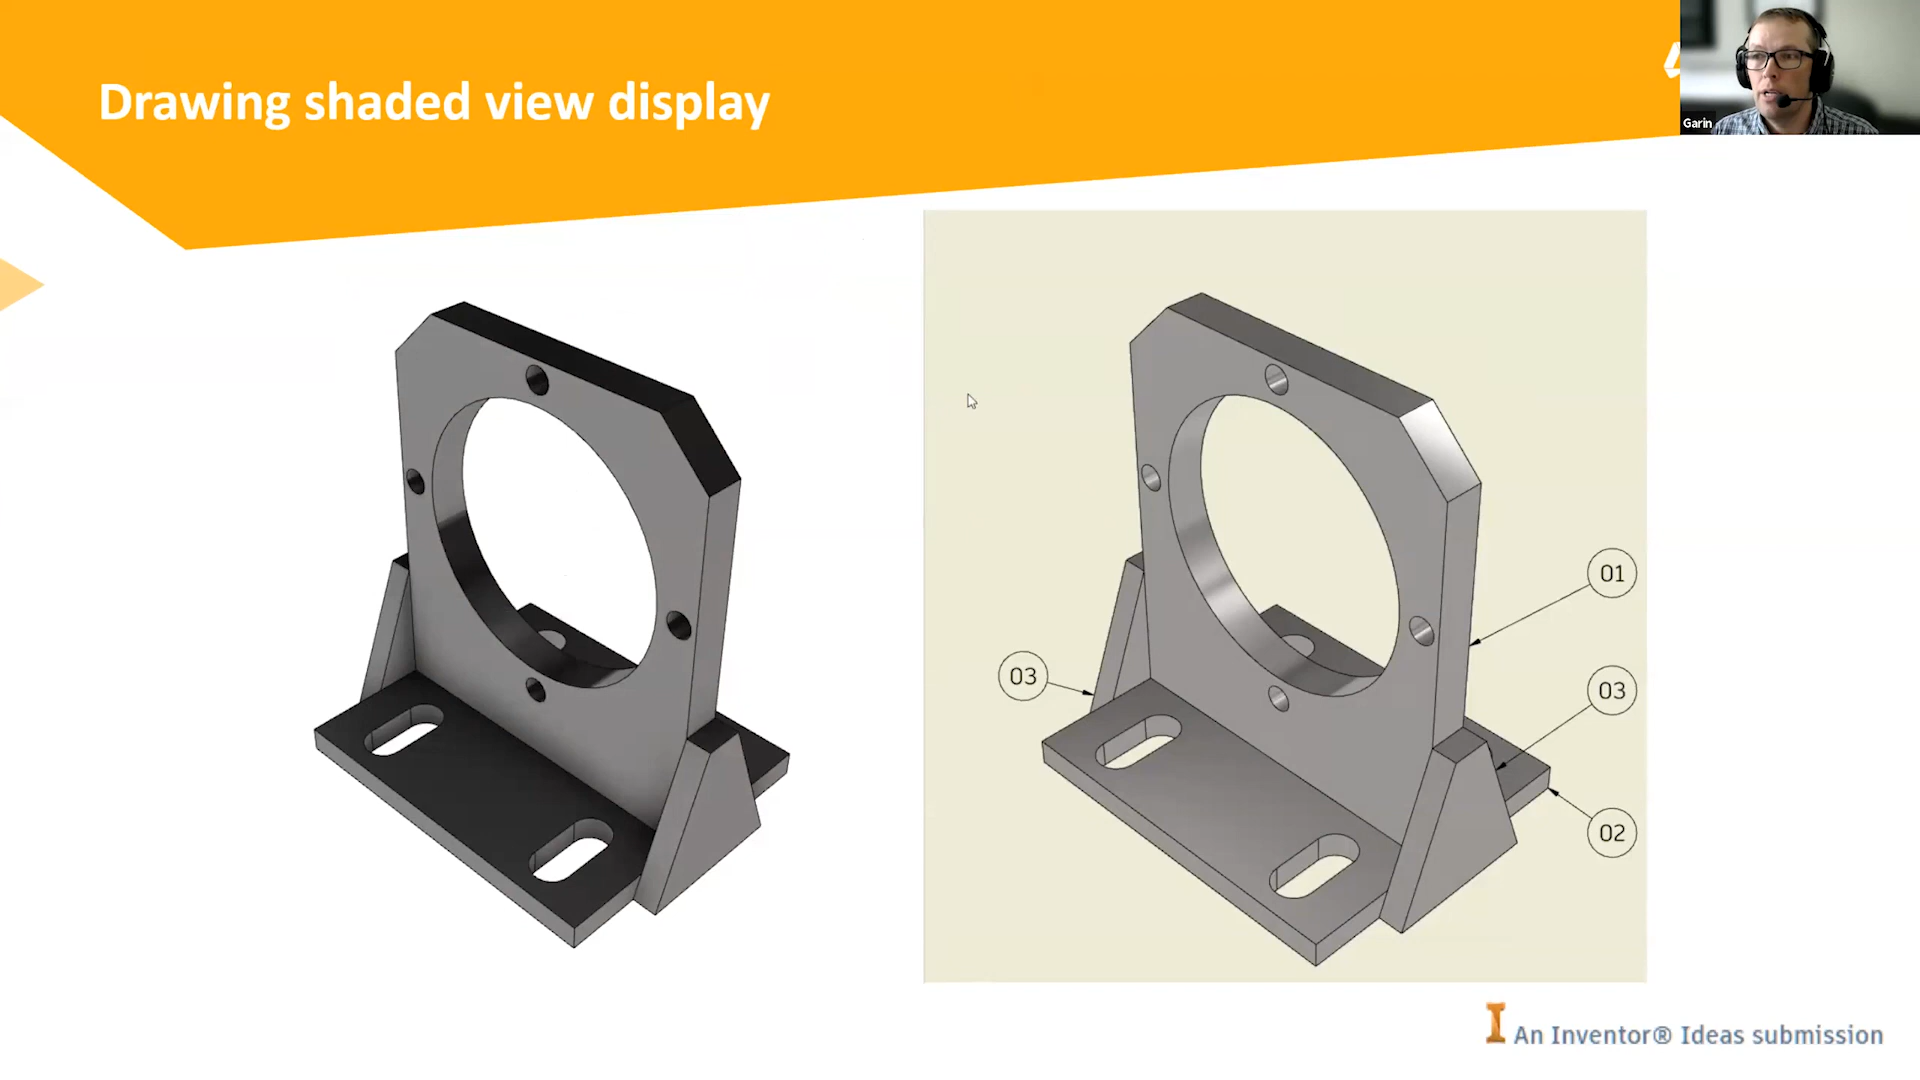 Drawing shaded view display
Garin
01
03
03
02
An Inventor® Ideas submission